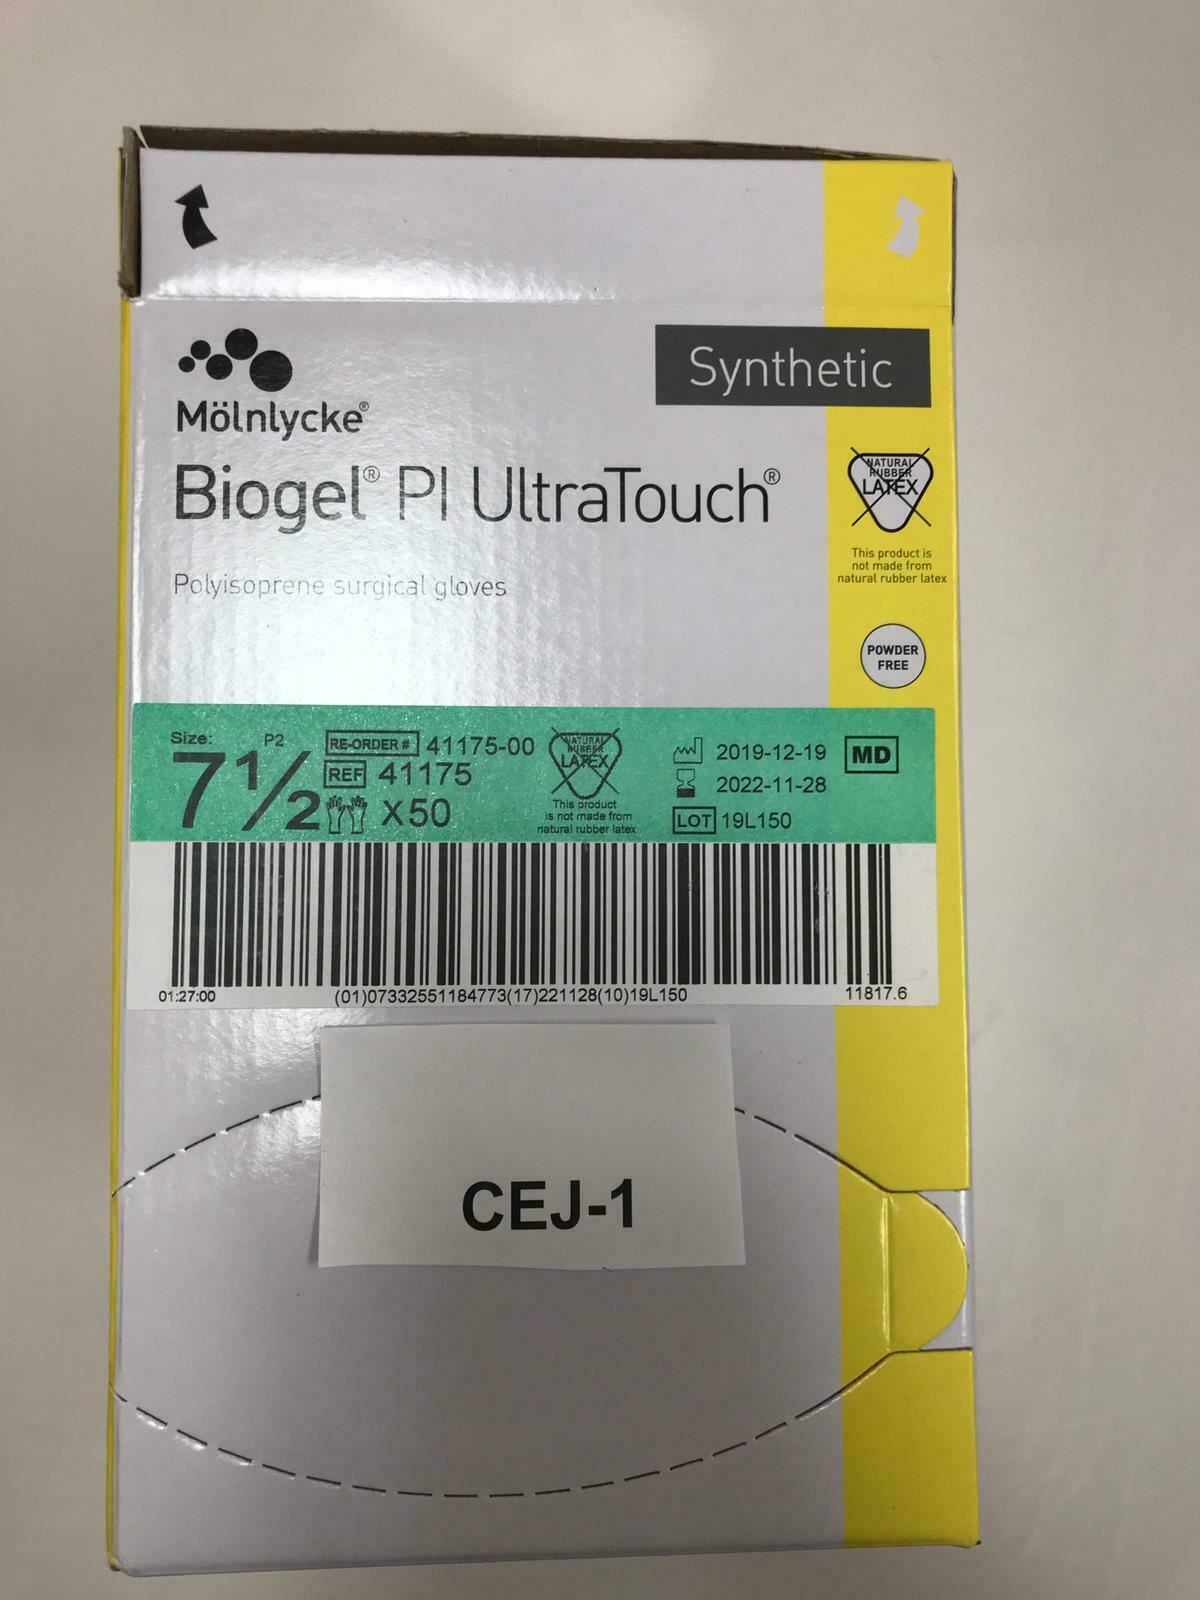 Synthetic
Mölnlycke®
Biogel® PI UltraTouch®
Polyisoprene surgical gloves
NATURAL
RUBBER
LATEX
This product is
not made from
natural rubber latex
POWDER
FREE
Size: 7 1/2 P2
RE-ORDER # 41175-00
REF 41175
X50
NATURAL
RUBBER
LATEX
This product
is not made from
natural rubber latex
2019-12-19
2022-11-28
LOT 19L150
MD
01:27:00 (01)07332551184773(17)221128(10)19L150 11817.6
CEJ-1